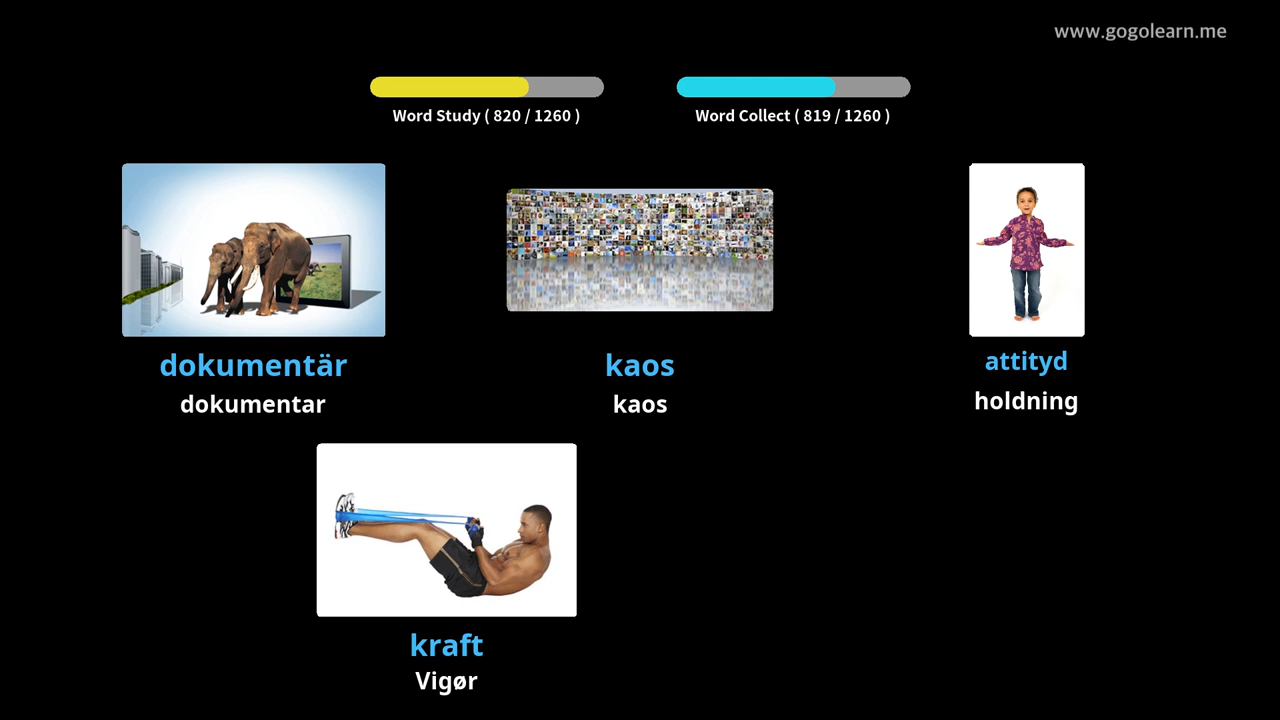 www.gogolearn.me
Word Study ( 820 / 1260 )
Word Collect ( 819 / 1260 )
dokumentär
dokumentar
kaos
kaos
attityd
holdning
kraft
Vigør